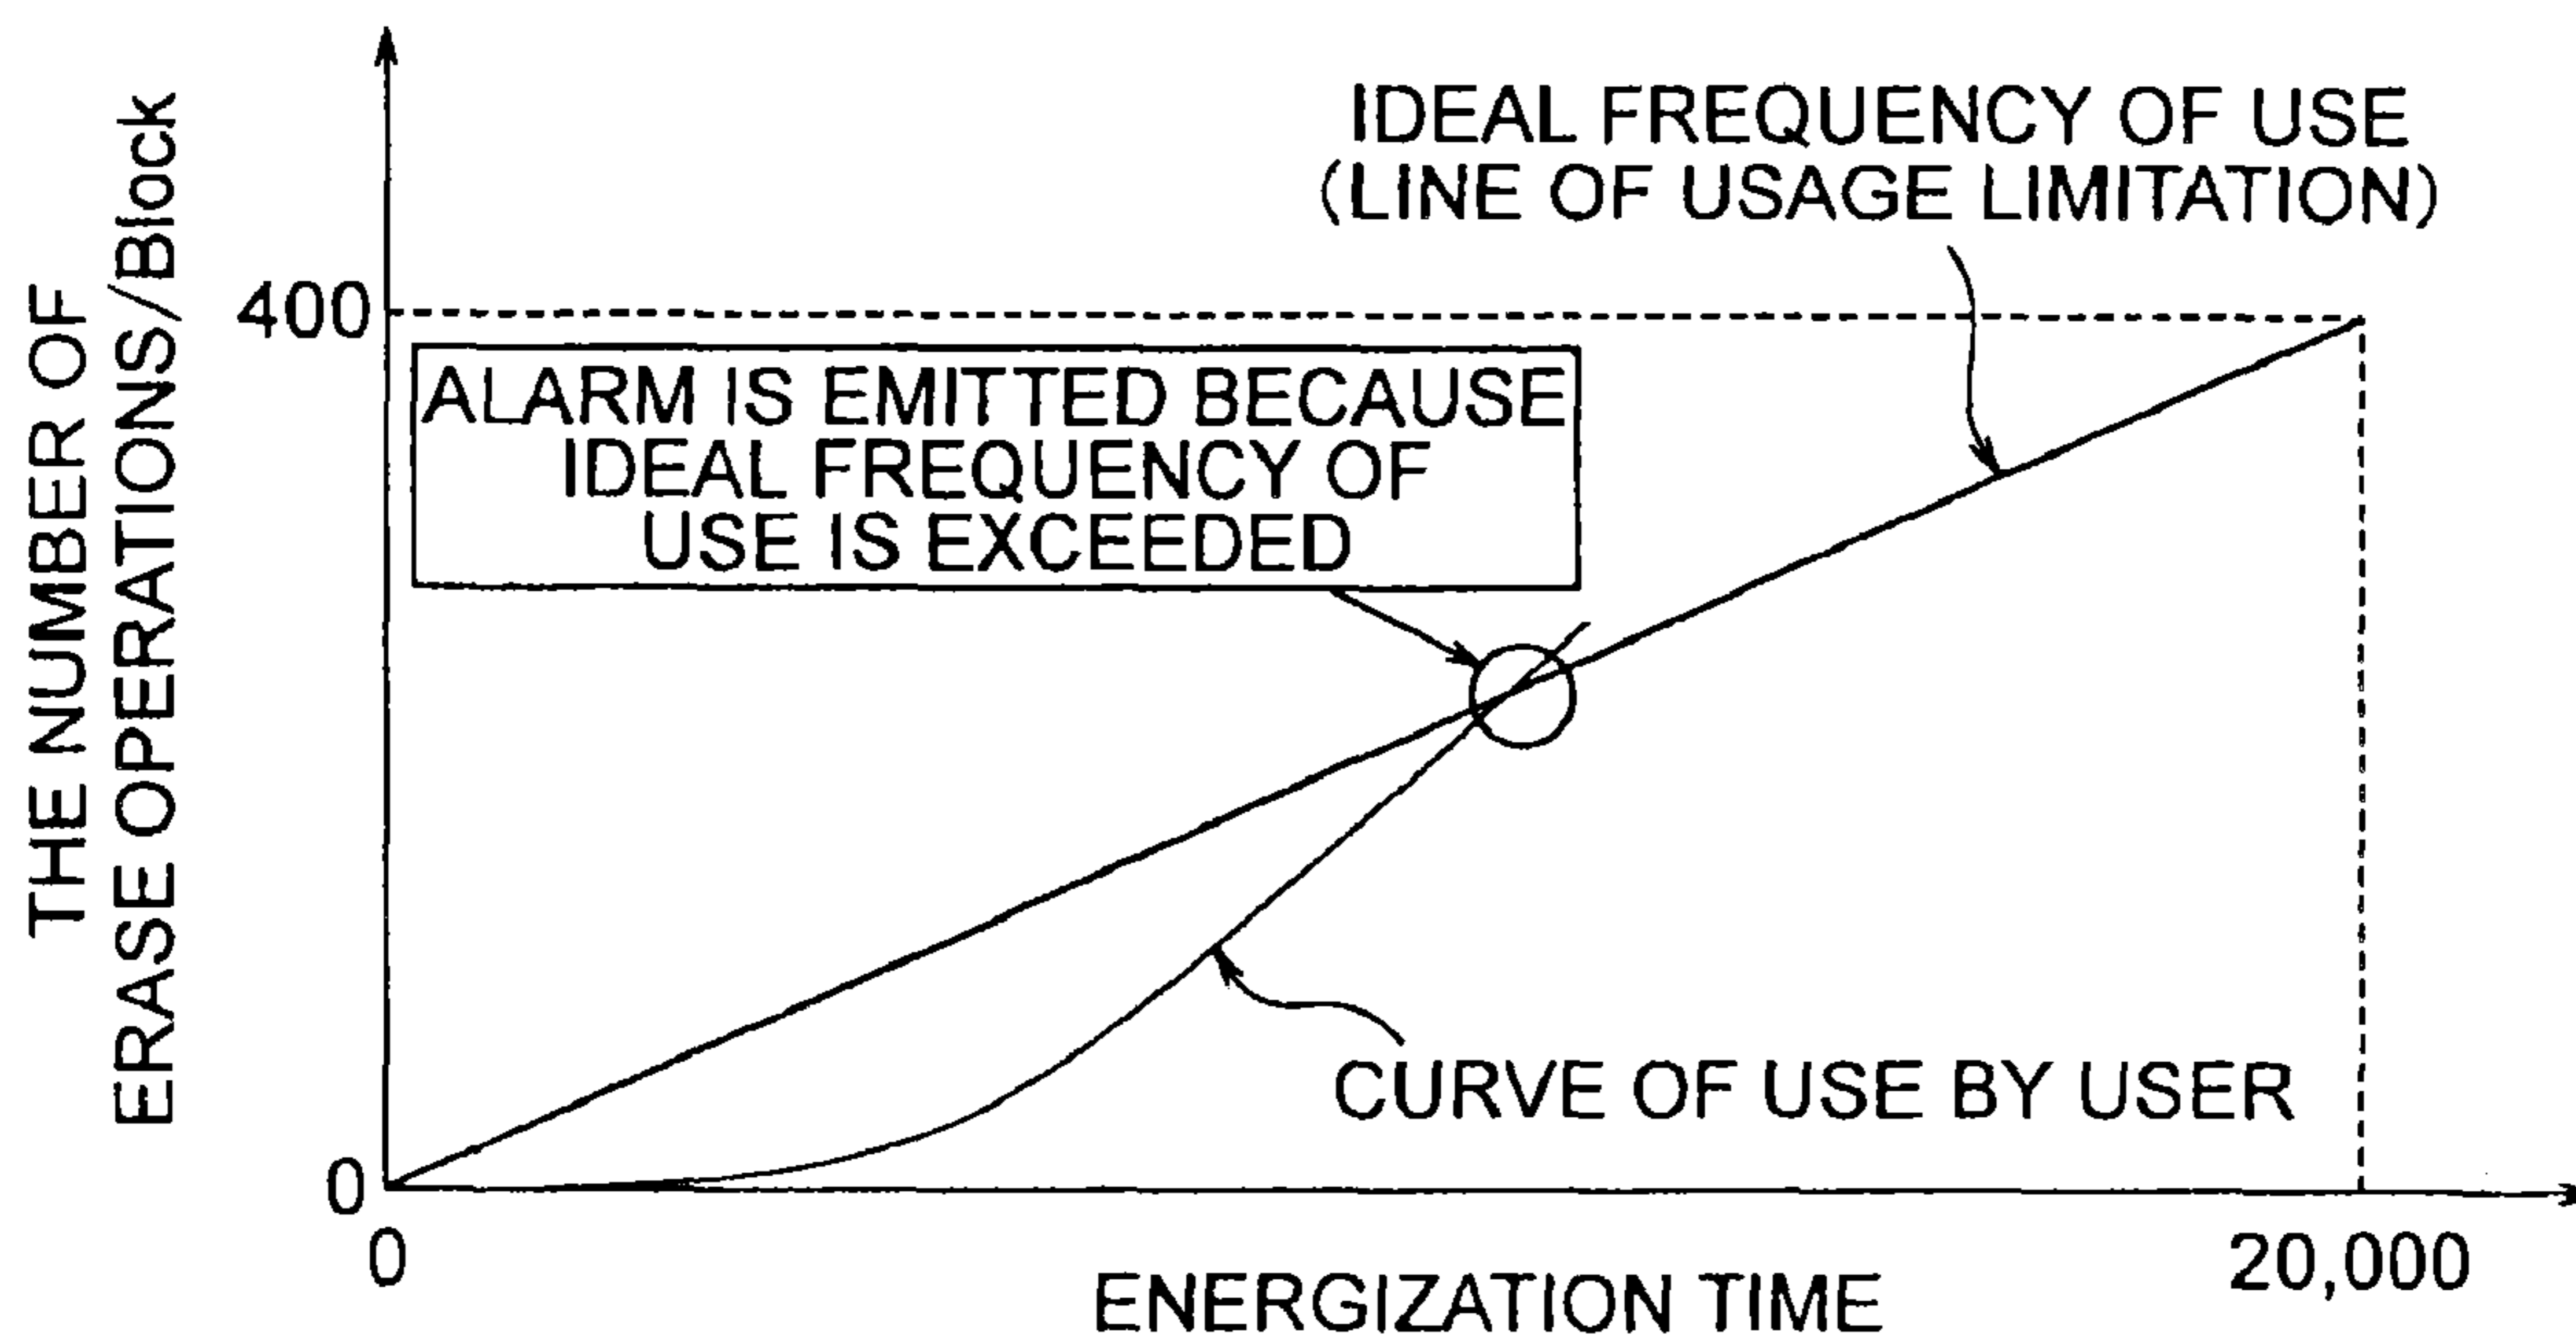 THE NUMBER OF
ERASE OPERATIONS/Block
IDEAL FREQUENCY OF USE
(LINE OF USAGE LIMITATION)
400
ALARM IS EMITTED BECAUSE
IDEAL FREQUENCY OF
USE IS EXCEEDED
CURVE OF USE BY USER
0
0
20,000
ENERGIZATION TIME